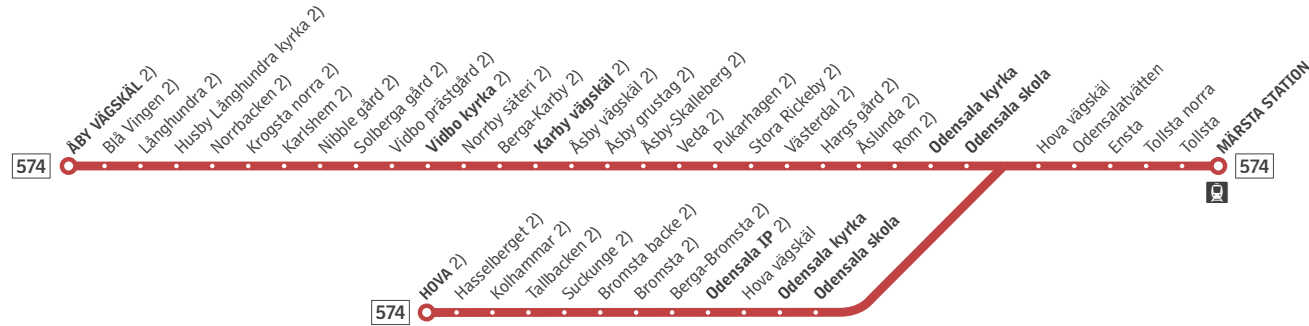 574
ÅBY VÄGSKÄL 2)
Blå Vingen 2)
Långhundra 2)
Husby Långhundra kyrka 2)
Norrbacken 2)
Krogsta norra 2)
Karlshem 2)
Nibble gård 2)
Solberga gård 2)
Vidbo prästgård 2)
Vidbo kyrka 2)
Norrby säteri 2)
Berga-Karby 2)
Karby vägskäl 2)
Åsby vägskäl 2)
Åsby grustag 2)
Åsby-Skalleberg 2)
Veda 2)
Pukarhagen 2)
Stora Rickeby 2)
Västerdal 2)
Hargs gård 2)
Åslunda 2)
Rom 2)
Odensala kyrka
Odensala skola
Hova vägskäl
Odensalatvätten
Ensta
Tollsta norra
Tollsta
MÄRSTA STATION
574
574
HOVA 2)
Hasselberget 2)
Kolhammar 2)
Tallbacken 2)
Suckunge 2)
Bromsta backe 2)
Bromsta 2)
Berga-Bromsta 2)
Odensala IP 2)
Hova vägskäl
Odensala kyrka
Odensala skola